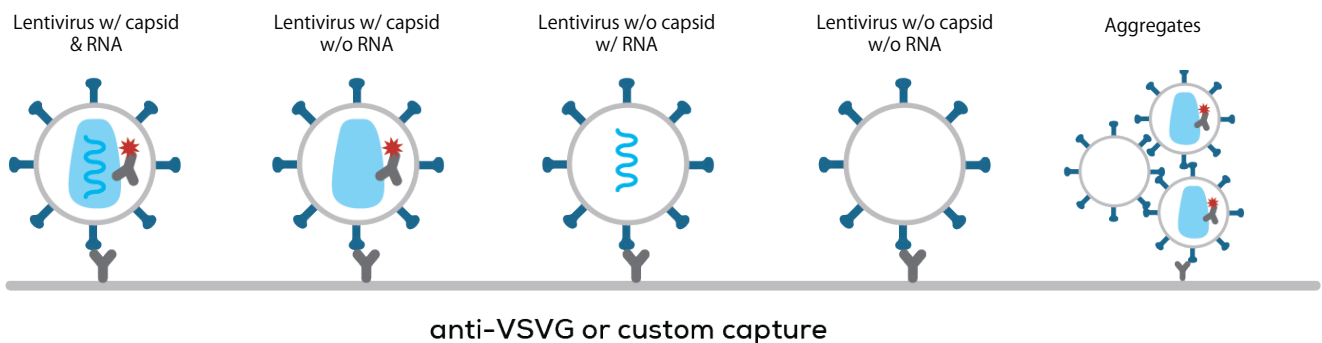 Lentivirus w/ capsid
& RNA
Lentivirus w/ capsid
w/o RNA
Lentivirus w/o capsid
w/ RNA
Lentivirus w/o capsid
w/o RNA
Aggregates
anti-VSVG or custom capture